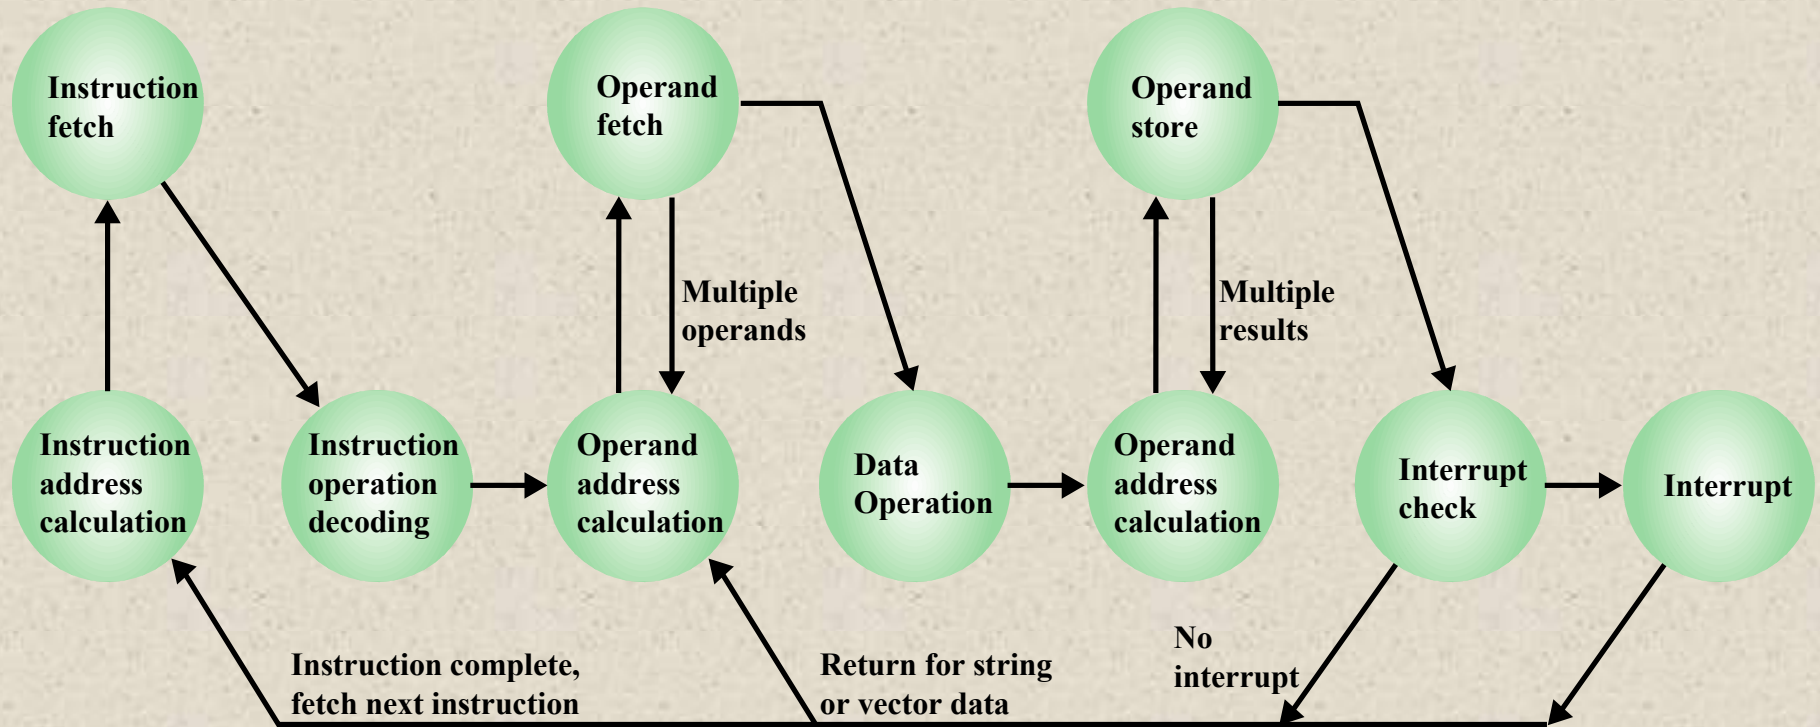 Instruction
fetch
Operand
fetch
Operand
store
Multiple
operands
Multiple
results
Instruction
address
calculation
Instruction
operation
decoding
Operand
address
calculation
Data
Operation
Operand
address
calculation
Interrupt
check
Interrupt
Instruction complete,
fetch next instruction
Return for string
or vector data
No
interrupt